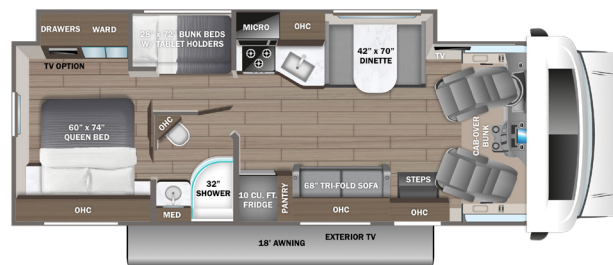 DRAWERS
WARD
28" x 72" BUNK BEDS
W/ TABLET HOLDERS
MICRO
OHC
42" x 70"
DINETTE
TV
TV OPTION
60" x 74"
QUEEN BED
OHC
CAB-OVER
BUNK
32"
SHOWER
10 CU. FT.
FRIDGE
PANTRY
68" TRI-FOLD SOFA
STEPS
OHC
MED
OHC
OHC
18' AWNING
EXTERIOR TV